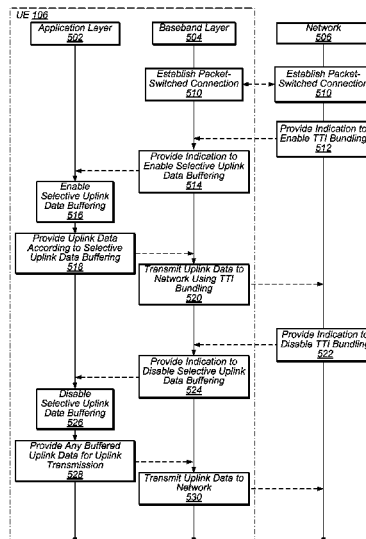 UE 106
Application Layer
502
Baseband Layer
504
Network
506
Establish Packet-
Switched Connection
510
Establish Packet-
Switched Connection
510
Provide Indication to
Enable TTI Bundling
512
Provide Indication to
Enable Selective Uplink
Data Buffering
514
Enable
Selective Uplink
Data Buffering
516
Provide Uplink Data
According to Selective
Uplink Data Buffering
518
Transmit Uplink Data to
Network Using TTI
Bundling
520
Provide Indication to
Disable TTI Bundling
522
Provide Indication to
Disable Selective Uplink
Data Buffering
524
Disable
Selective Uplink
Data Buffering
526
Provide Any Buffered
Uplink Data for Uplink
Transmission
528
Transmit Uplink Data to
Network
530